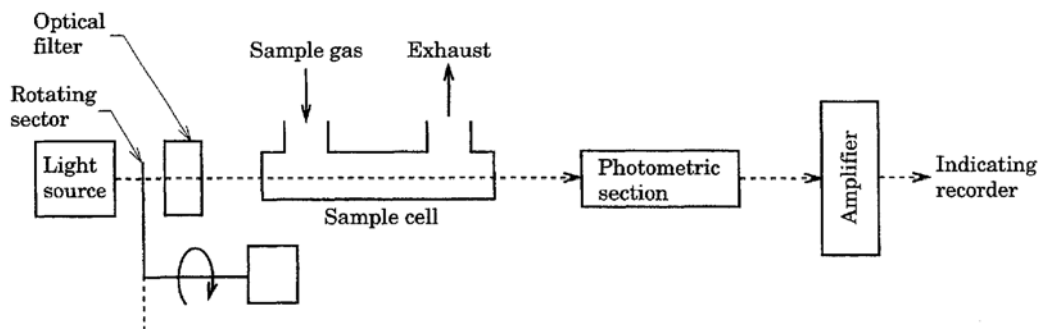 Optical
filter
Rotating
sector
Light
source
Sample gas
Exhaust
Sample cell
Photometric
section
Amplifier
Indicating
recorder